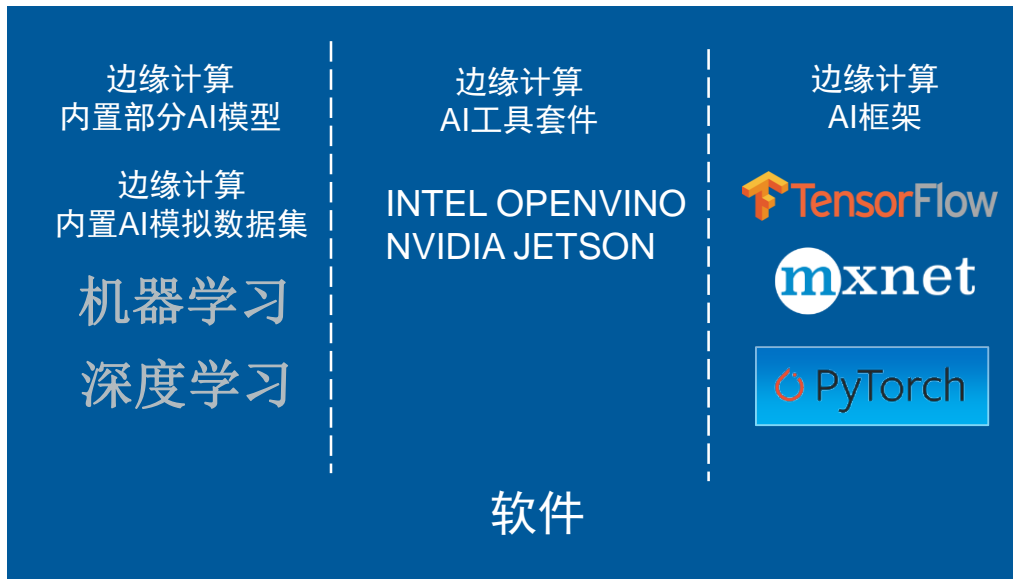 边缘计算
内置部分AI模型
边缘计算
内置AI模拟数据集
机器学习
深度学习
边缘计算
AI工具套件
INTEL OPENVINO
NVIDIA JETSON
边缘计算
AI框架
TensorFlow
mxnet
PyTorch
软件